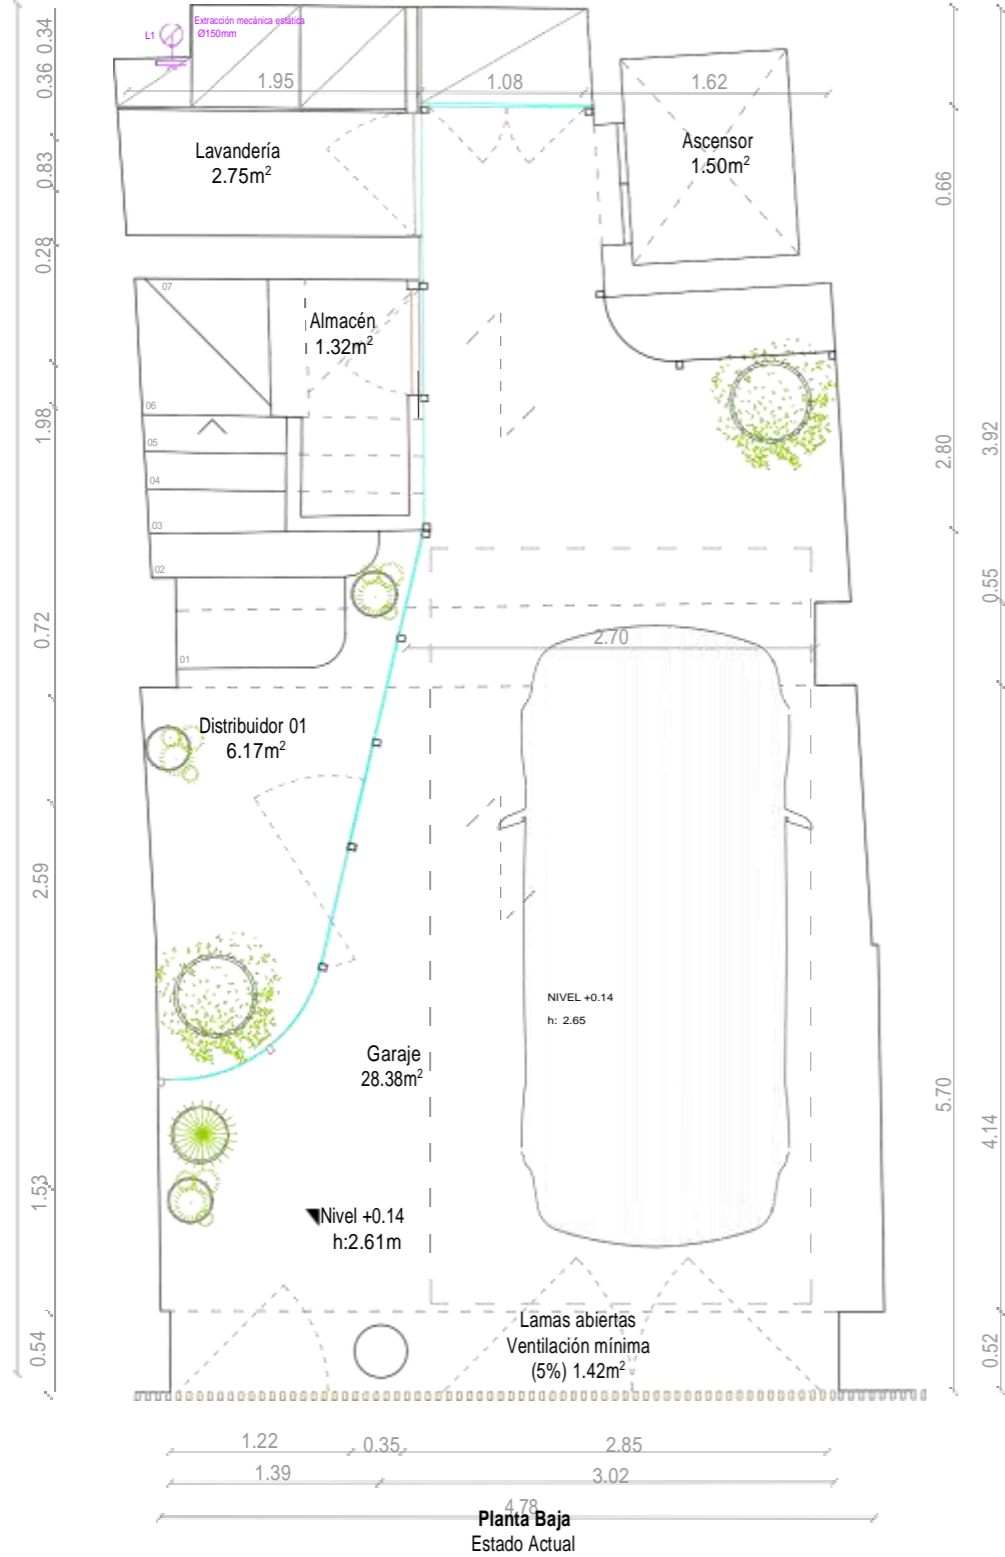 Extracción mecánica estática
L1
Ø150mm
0.34
0.36
1.95
1.08
1.62
Lavandería
2.75m²
Ascensor
1.50m²
0.83
0.66
0.28
07
Almacén
1.32m²
06
1.98
05
2.80
3.92
04
03
02
0.55
0.72
2.70
01
Distribuidor 01
6.17m²
2.59
NIVEL +0.14
h: 2.65
Garaje
28.38m²
5.70
4.14
1.53
Nivel +0.14
h:2.61m
Lamas abiertas
Ventilación mínima
(5%) 1.42m²
0.54
0.52
1.22
0.35
2.85
1.39
3.02
4.78
Planta Baja
Estado Actual